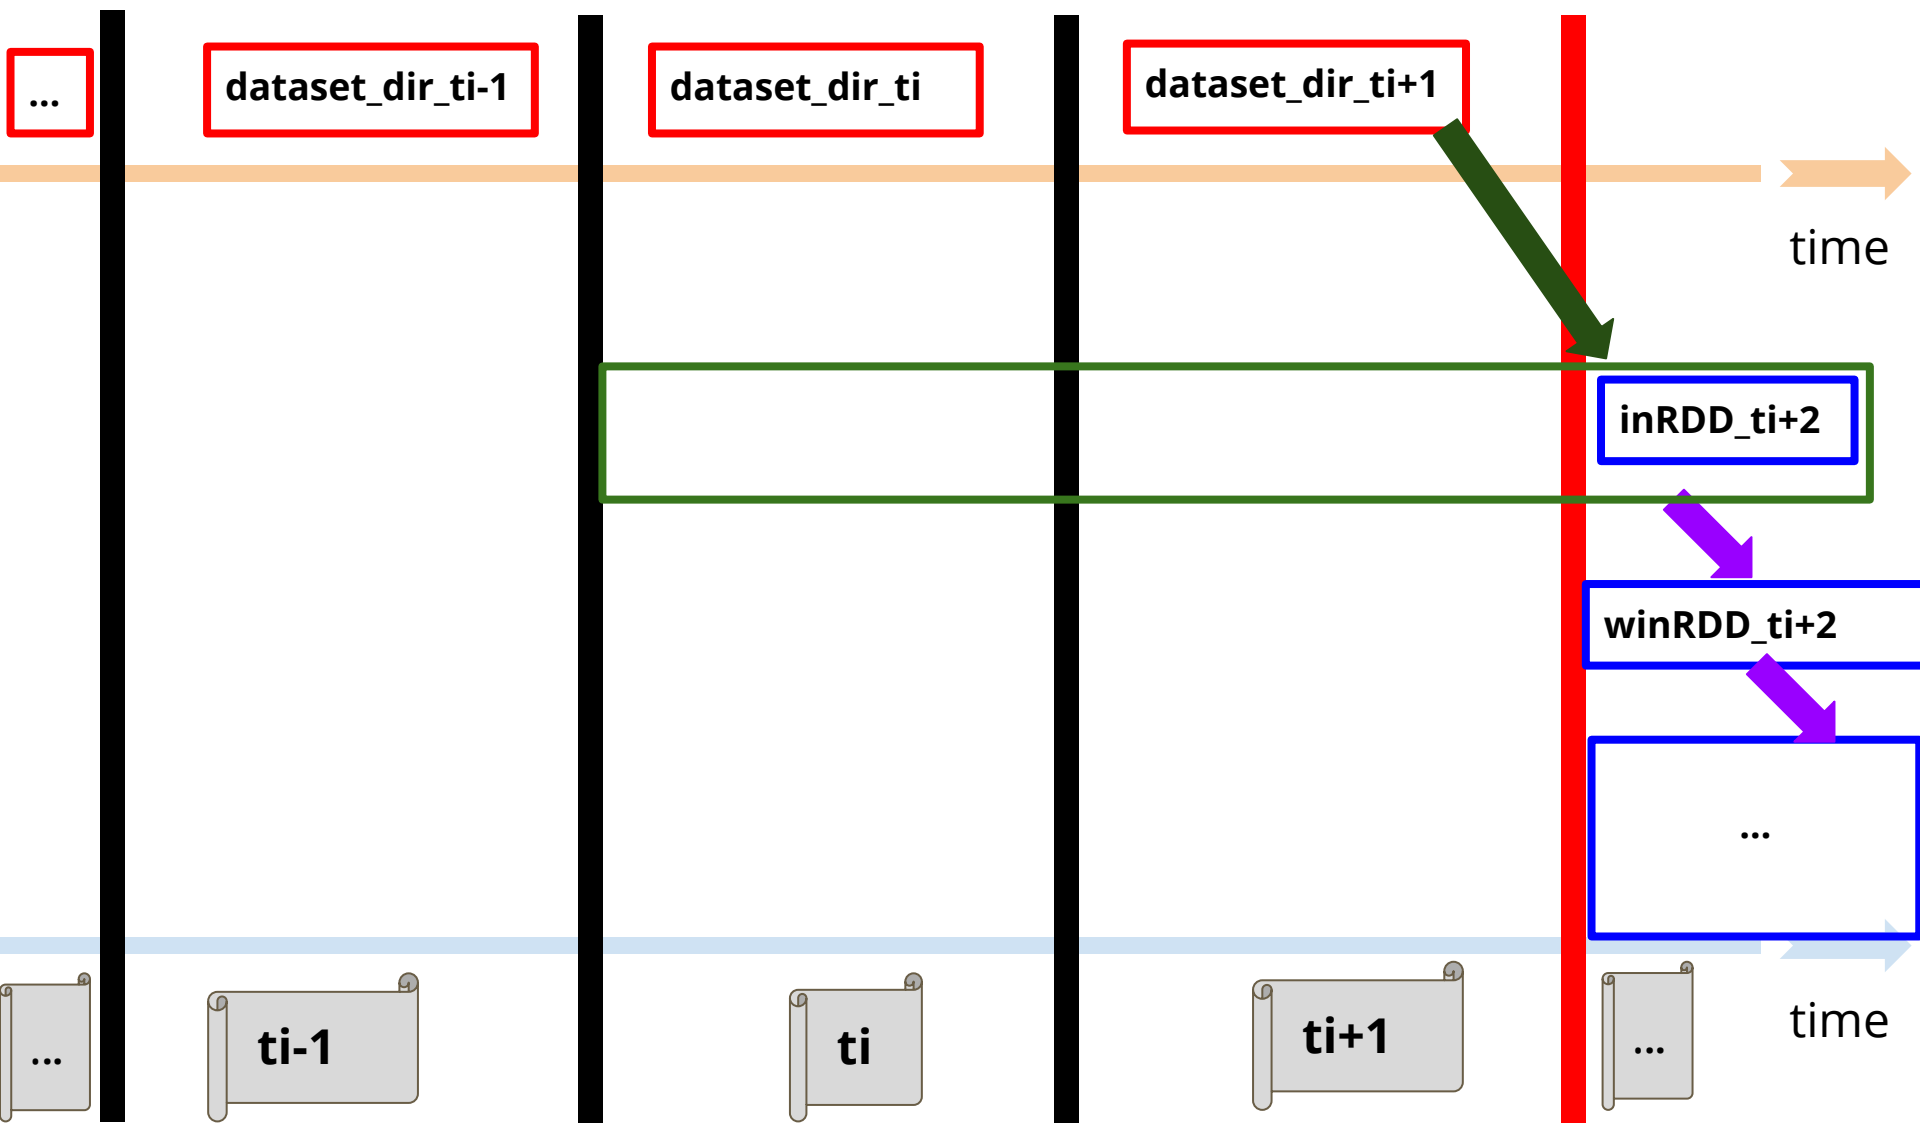 ...
dataset_dir_ti-1
dataset_dir_ti
dataset_dir_ti+1
time
inRDD_ti+2
winRDD_ti+2
...
...
ti-1
ti
ti+1
...
time